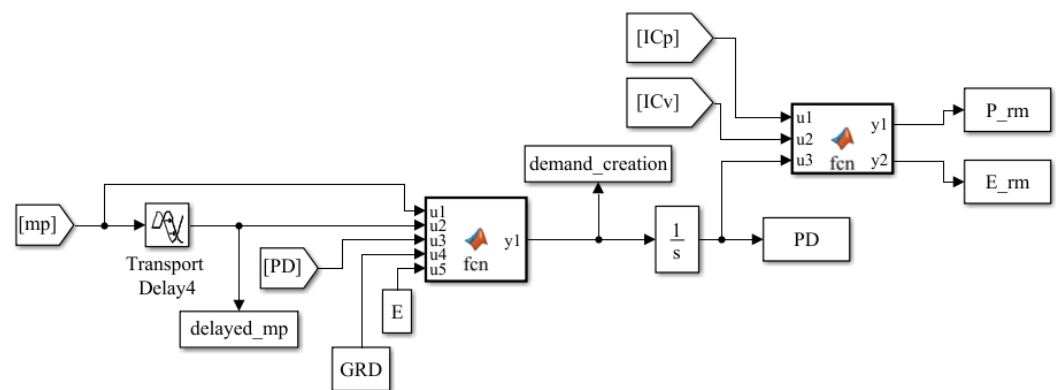 [ICp]
[ICv]
u1
u2
u3
fcn
y1
y2
P_rm
E_rm
demand_creation
[mp]
Transport
Delay4
delayed_mp
[PD]
GRD
E
u1
u2
u3
u4
u5
fcn
y1
1
s
PD